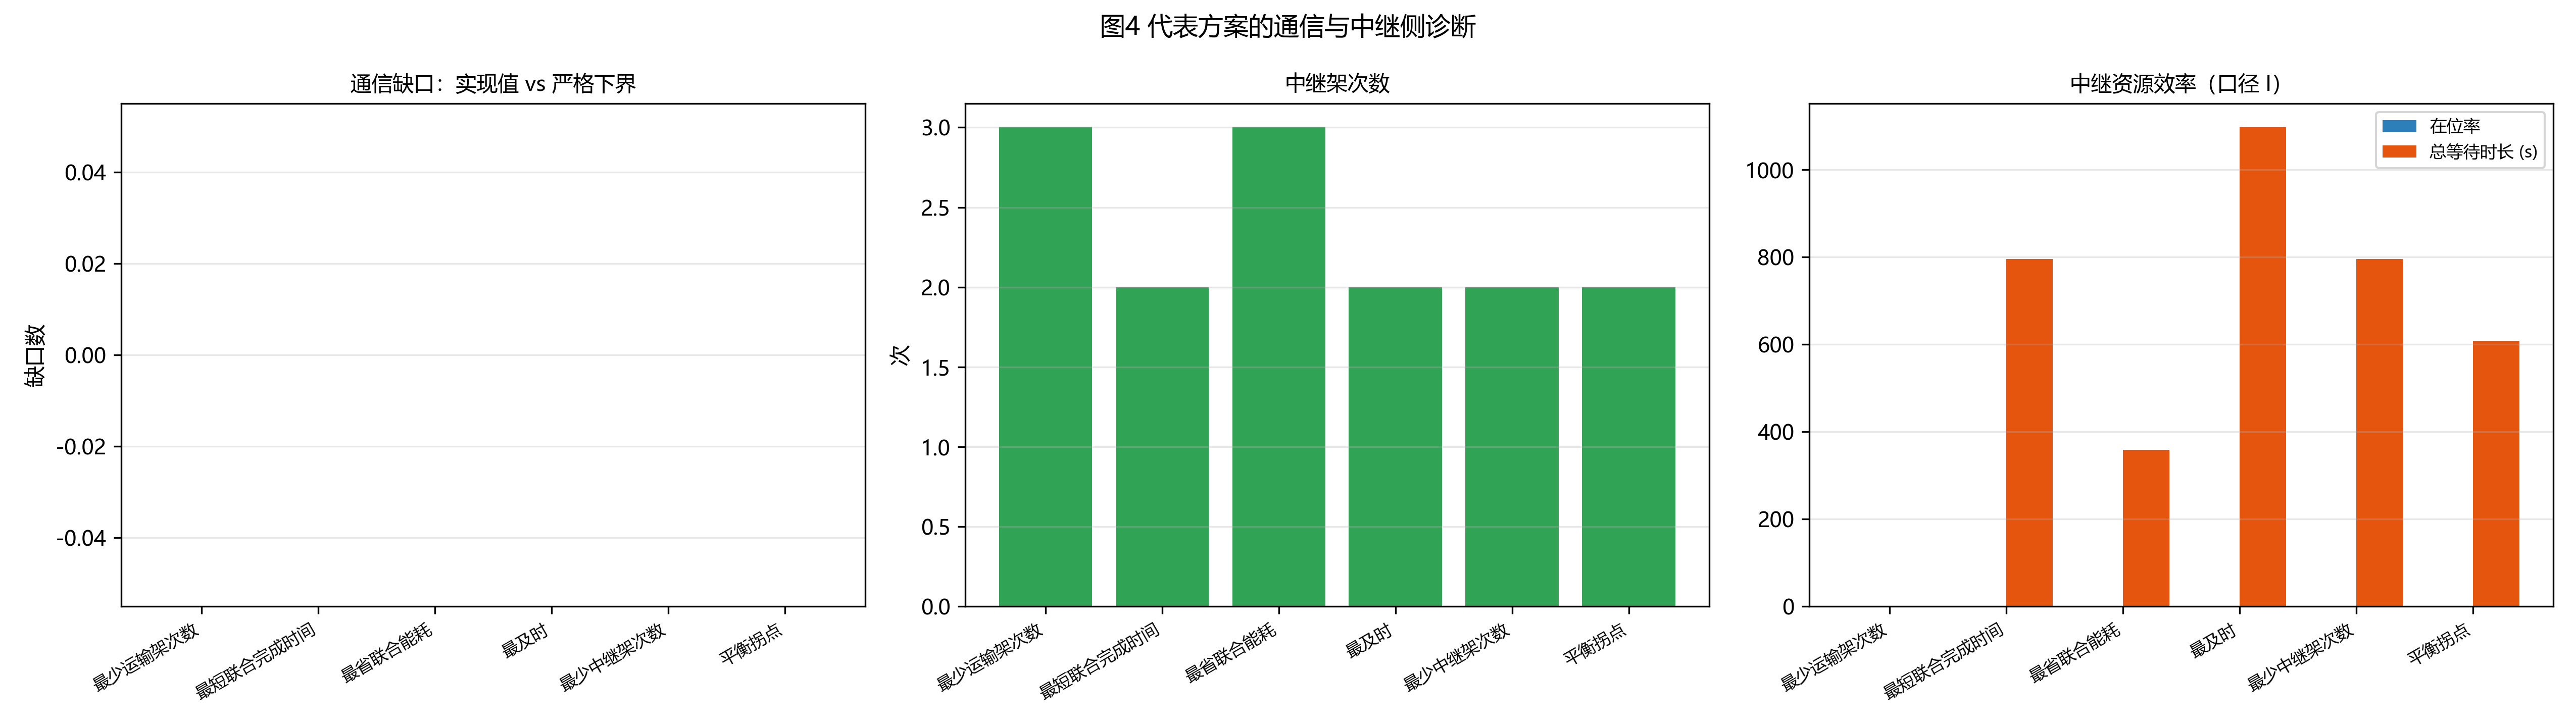 图4 代表方案的通信与中继侧诊断
通信缺口：实现值 vs 严格下界
缺口数
0.04
0.02
0.00
-0.02
-0.04
最少运输架次数
最短联合完成时间
最省联合能耗
最及时
最少中继架次数
平衡拐点
中继架次数
次
3.0
2.5
2.0
1.5
1.0
0.5
0.0
最少运输架次数
最短联合完成时间
最省联合能耗
最及时
最少中继架次数
平衡拐点
中继资源效率（口径 I）
在位率
总等待时长 (s)
1000
800
600
400
200
0
最少运输架次数
最短联合完成时间
最省联合能耗
最及时
最少中继架次数
平衡拐点